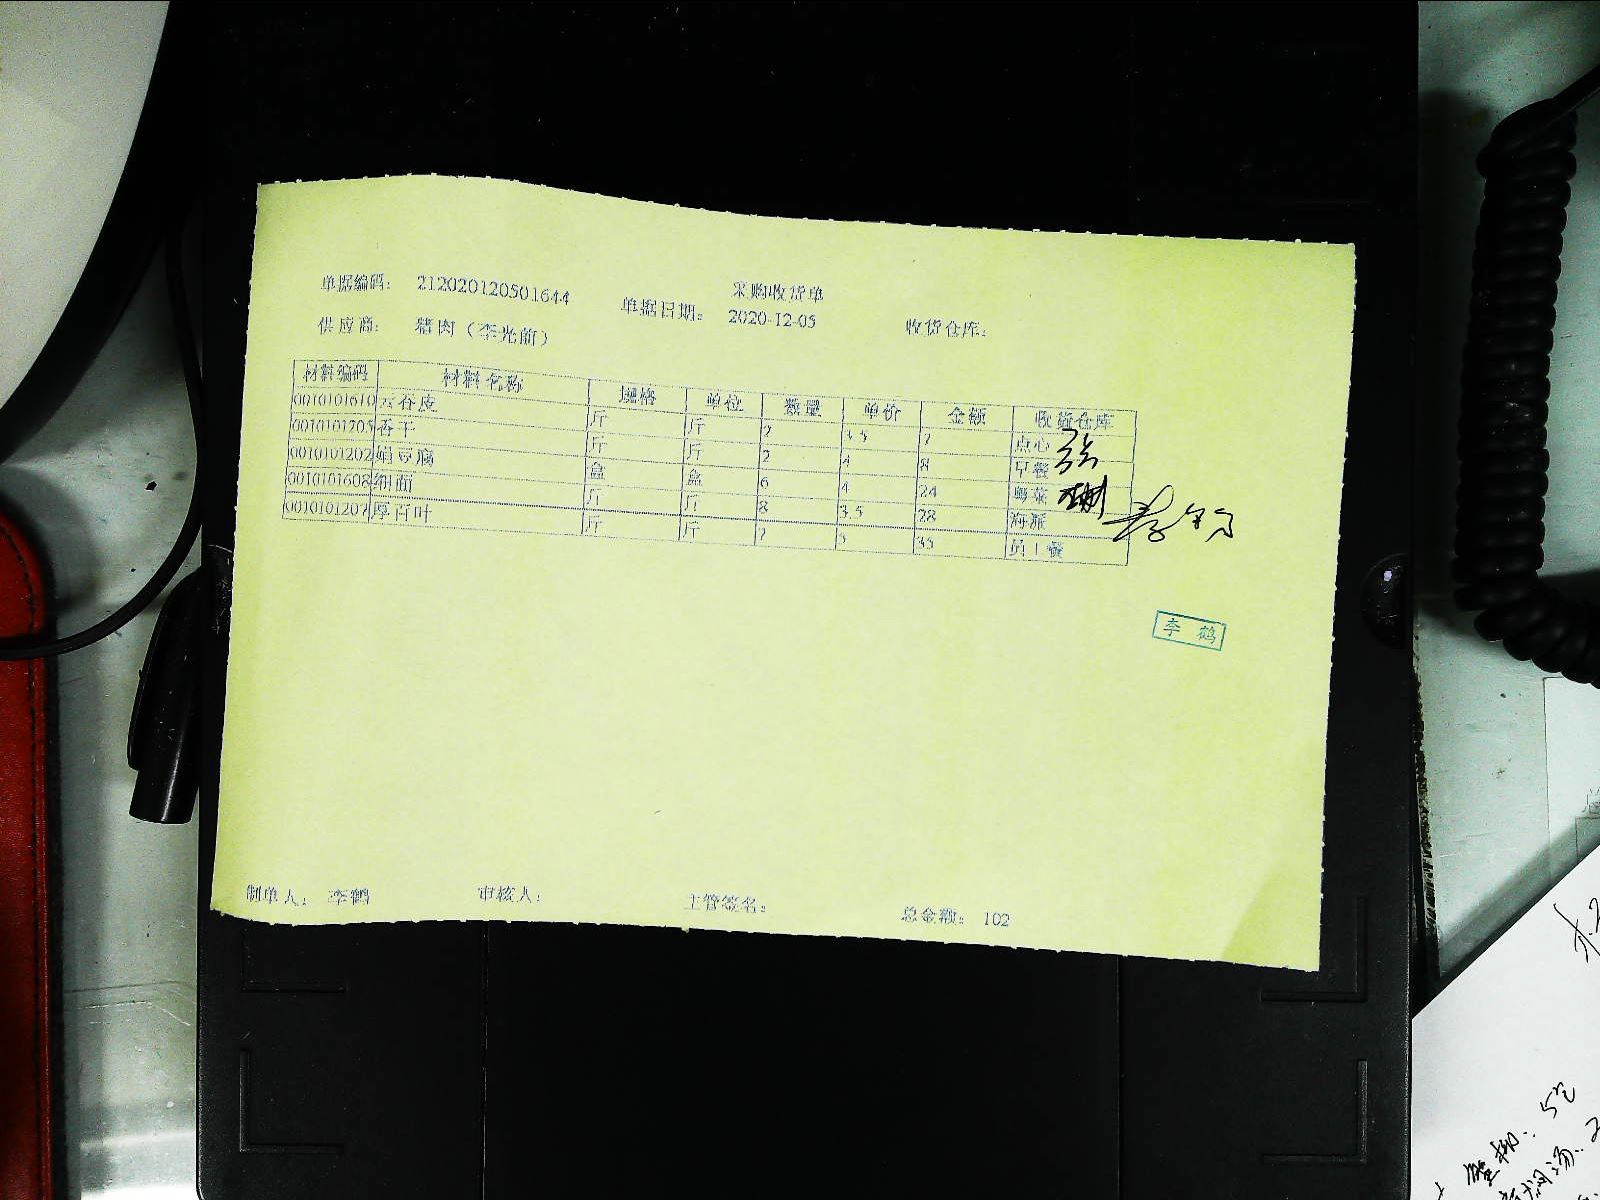 采购收货单
单据编码： 212020120501644 单据日期： 2020-12-05 收货仓库：
供应商： 猪肉（李光前）
材料编码 材料名称 规格 单位 数量 单价 金额 收货仓库
0010101610 大谷皮 斤 斤 2 3.5 7 点心
0010101205 香干 斤 斤 2 4 8 早餐
0010101202 绢豆腐 盒 盒 6 4 24 粤菜
0010101608 细面 斤 斤 8 3.5 28 海派
0010101207 厚百叶 斤 斤 7 5 35 员工餐
李鹤
制单人： 李鹤 审核人： 主管签名： 总金额： 102